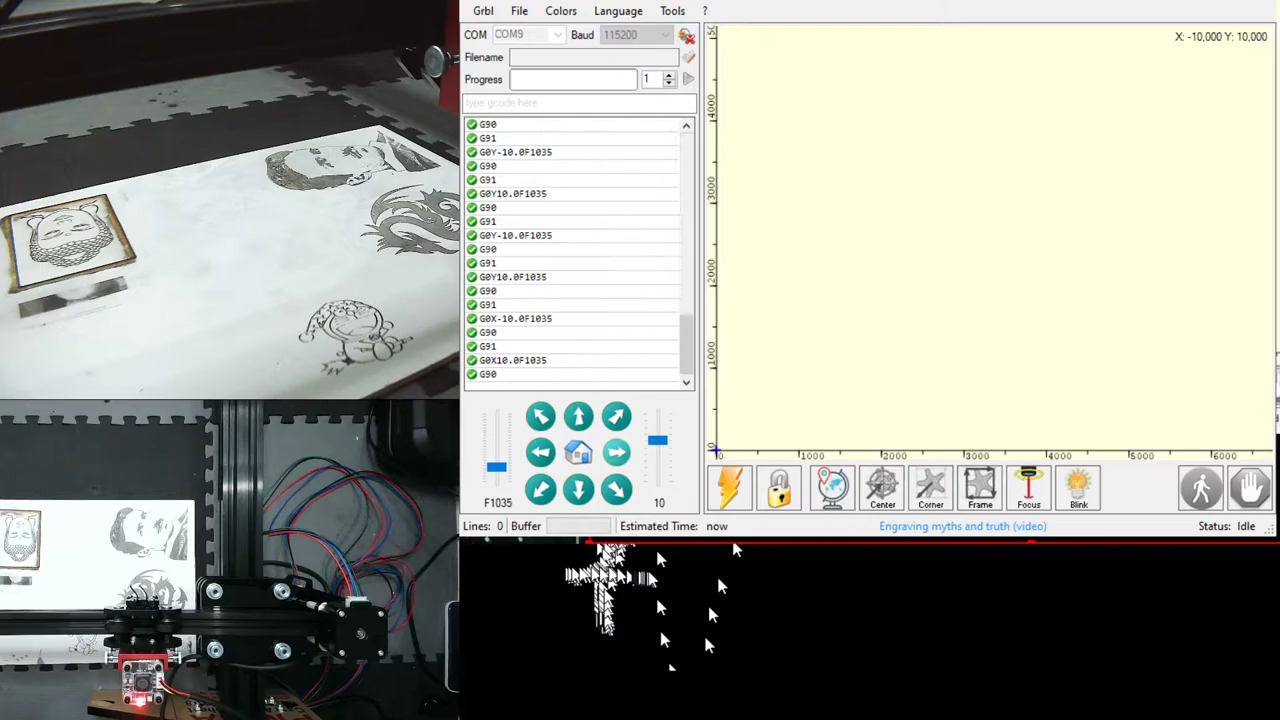 Grbl File Colors Language Tools ?
COM COM9 Baud 115200
Filename
Progress 1
type gcode here
G90
G91
G0Y-10.0F1035
G90
G91
G0Y10.0F1035
G90
G91
G0Y-10.0F1035
G90
G91
G0Y10.0F1035
G90
G91
G0X-10.0F1035
G90
G91
G0X10.0F1035
G90
F1035
10
X: -10,000 Y: 10,000
4000
3000
2000
1000
0
0 1000 2000 3000 4000 5000 6000
Center Corner Frame Focus Blink
Lines: 0 Buffer Estimated Time: now Engraving myths and truth (video) Status: Idle